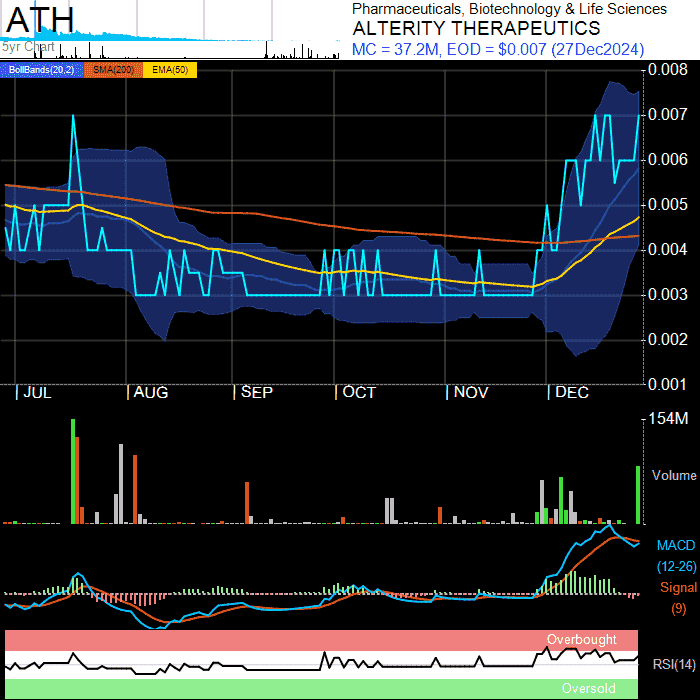 ATH
5yr Chart
Pharmaceuticals, Biotechnology & Life Sciences
ALTERITY THERAPEUTICS
MC = 37.2M, EOD = $0.007 (27Dec2024)
BollBands(20,2) SMA(200) EMA(50)
0.008
0.007
0.006
0.005
0.004
0.003
0.002
0.001
JUL AUG SEP OCT NOV DEC
154M
Volume
MACD
(12-26)
Signal
(9)
Overbought
RSI(14)
Oversold